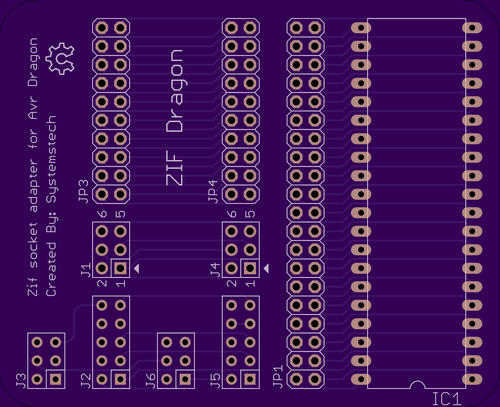 Zif socket adapter for Avr Dragon
Created By: Systemstech
ZIF Dragon
JP3
JP4
6 5
6 5
J1
2 1
J4
2 1
J3
J2
J6
J5
JP1
IC1